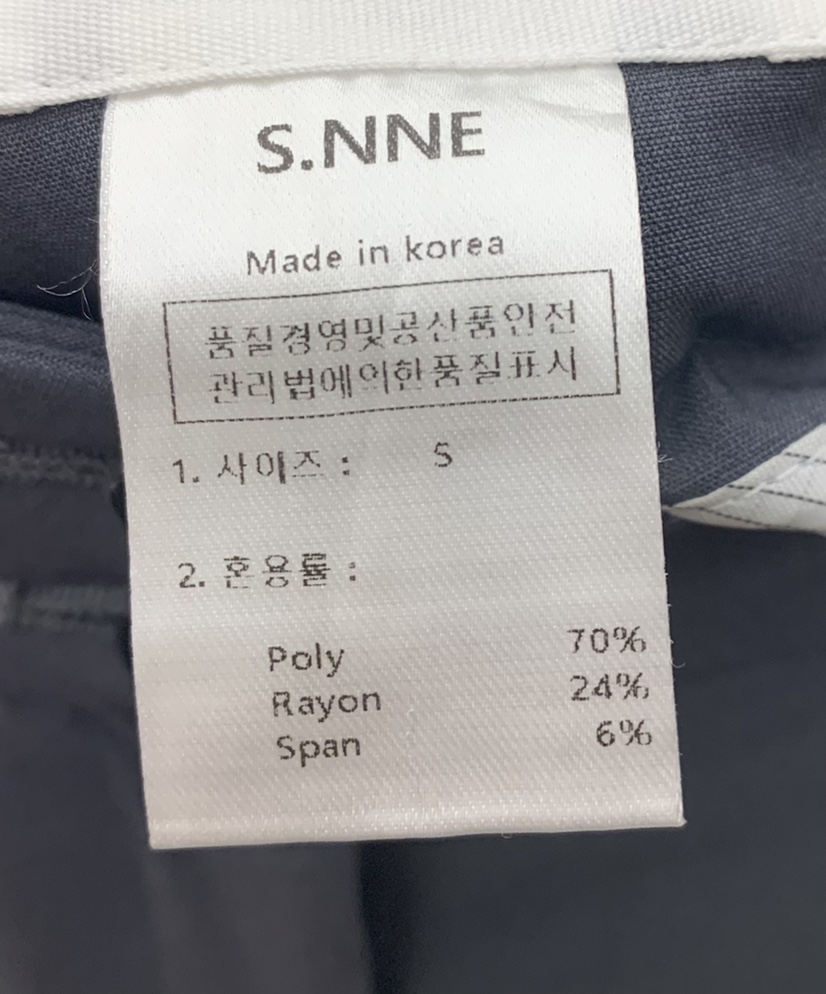 S.NNE
Made in korea
품질경영및공산품안전
관리법에의한품질표시
1. 사이즈 : S
2. 혼용률 :
Poly 70%
Rayon 24%
Span 6%